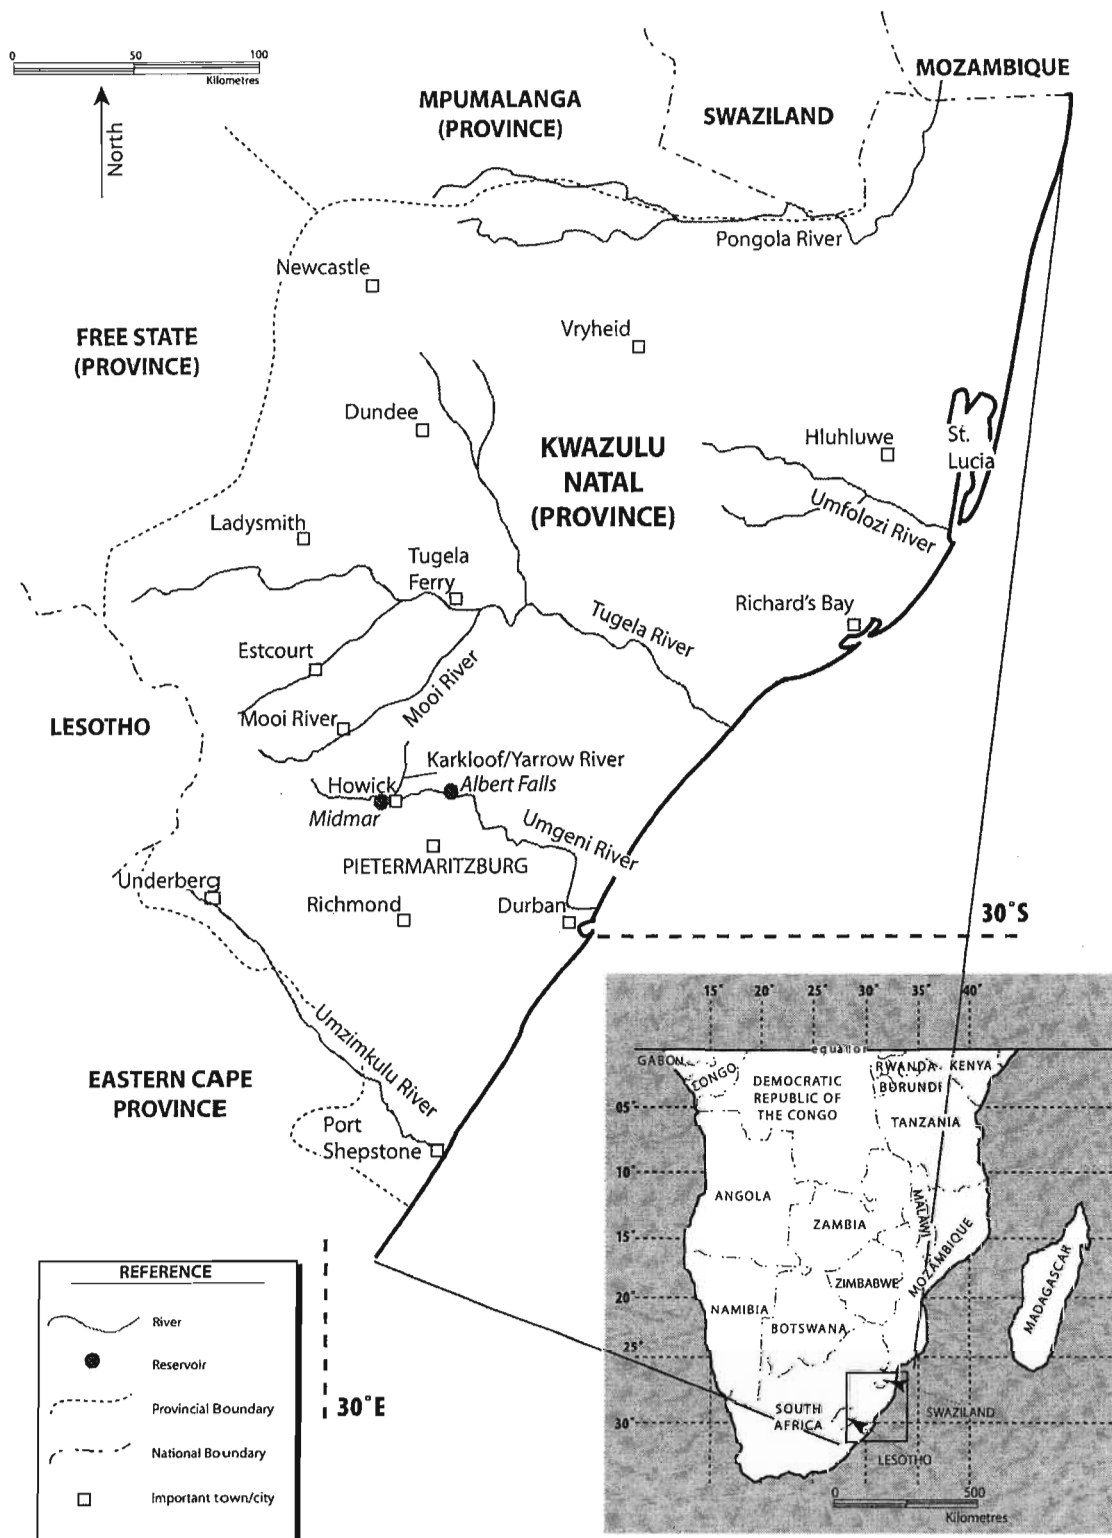 0 50 100
Kilometres
North
MOZAMBIQUE
MPUMALANGA
(PROVINCE)
SWAZILAND
Pongola River
Newcastle
FREE STATE
(PROVINCE)
Vryheid
Dundee
KWAZULU
NATAL
(PROVINCE)
Hluhluwe
St.
Lucia
Umfolozi River
Ladysmith
Tugela
Ferry
Richard's Bay
Tugela River
Estcourt
Mooi River
Mooi River
LESOTHO
Karkloof/Yarrow River
Howick
Albert Falls
Midmar
Umgeni River
PIETERMARITZBURG
Underberg
Richmond
Durban
30°S
Umzimkulu River
EASTERN CAPE
PROVINCE
Port
Shepstone
30°E
REFERENCE
River
Reservoir
Provincial Boundary
National Boundary
Important town/city
15° 20° 25° 30° 35° 40°
equador
GABON
CONGO
DEMOCRATIC
REPUBLIC OF
THE CONGO
RWANDA
KENYA
BURUNDI
05°
TANZANIA
10°
ANGOLA
MALAWI
ZAMBIA
15°
MOZAMBIQUE
MADAGASCAR
ZIMBABWE
20°
NAMIBIA
BOTSWANA
25°
SOUTH
AFRICA
SWAZILAND
30°
LESOTHO
0 500
Kilometres